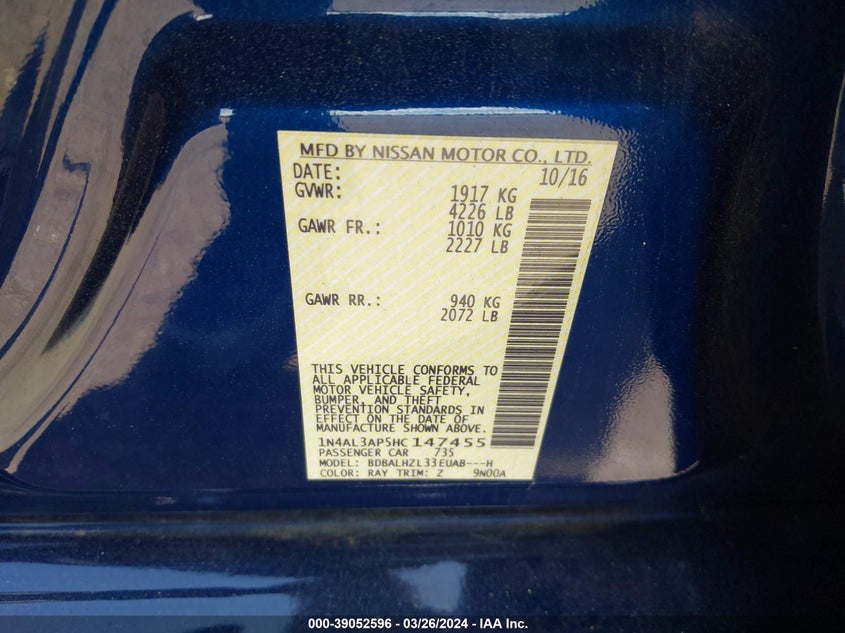 MFD BY NISSAN MOTOR CO., LTD.
DATE: 10/16
GVWR: 1917 KG
4226 LB
GAWR FR.: 1010 KG
2227 LB
GAWR RR.: 940 KG
2072 LB
THIS VEHICLE CONFORMS TO
ALL APPLICABLE FEDERAL
MOTOR VEHICLE SAFETY,
BUMPER, AND THEFT
PREVENTION STANDARDS IN
EFFECT ON THE DATE OF
MANUFACTURE SHOWN ABOVE.
1N4AL3AP5HC147455
PASSENGER CAR 735
MODEL: BDBALHZL33EUAB---H
COLOR: RAY TRIM: Z 9N00A
000-39052596 - 03/26/2024 - IAA Inc.